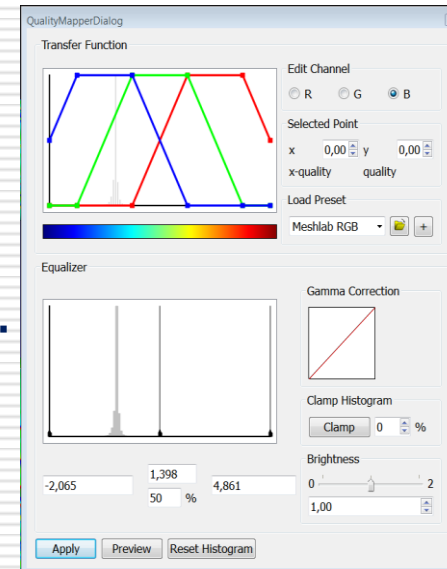 QualityMapperDialog
Transfer Function
Edit Channel
R G B
Selected Point
x 0,00 y 0,00
x-quality quality
Load Preset
Meshlab RGB +
Equalizer
Gamma Correction
Clamp Histogram
Clamp 0 %
-2,065 1,398 4,861
50 %
Brightness
0 2
1,00
Apply Preview Reset Histogram